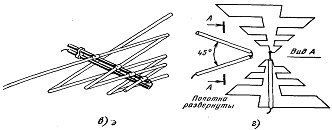 А
45°
А
Вид А
Полотна
развернуты
в) э
г)